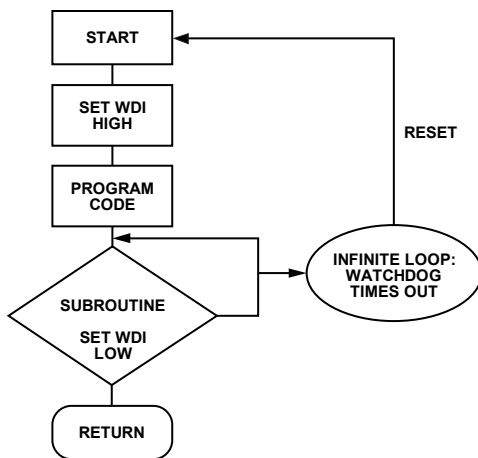 START
SET WDI
HIGH
RESET
PROGRAM
CODE
INFINITE LOOP:
WATCHDOG
TIMES OUT
SUBROUTINE
SET WDI
LOW
RETURN